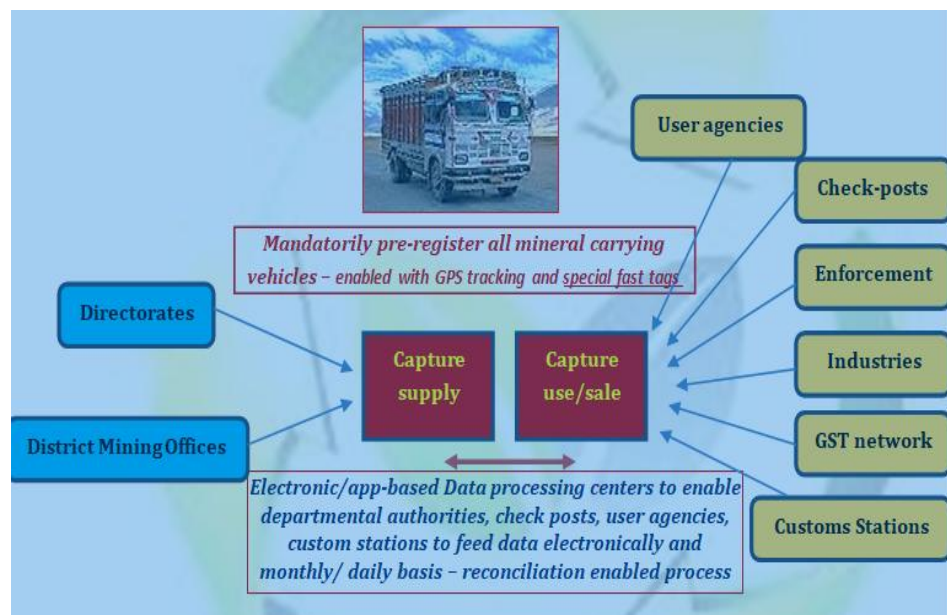 User agencies
Check-posts
Mandatorily pre-register all mineral carrying
vehicles – enabled with GPS tracking and special fast tags
Enforcement
Directorates
Capture
supply
Capture
use/sale
Industries
District Mining Offices
GST network
Electronic/app-based Data processing centers to enable
departmental authorities, check posts, user agencies,
custom stations to feed data electronically and
monthly/ daily basis – reconciliation enabled process
Customs Stations